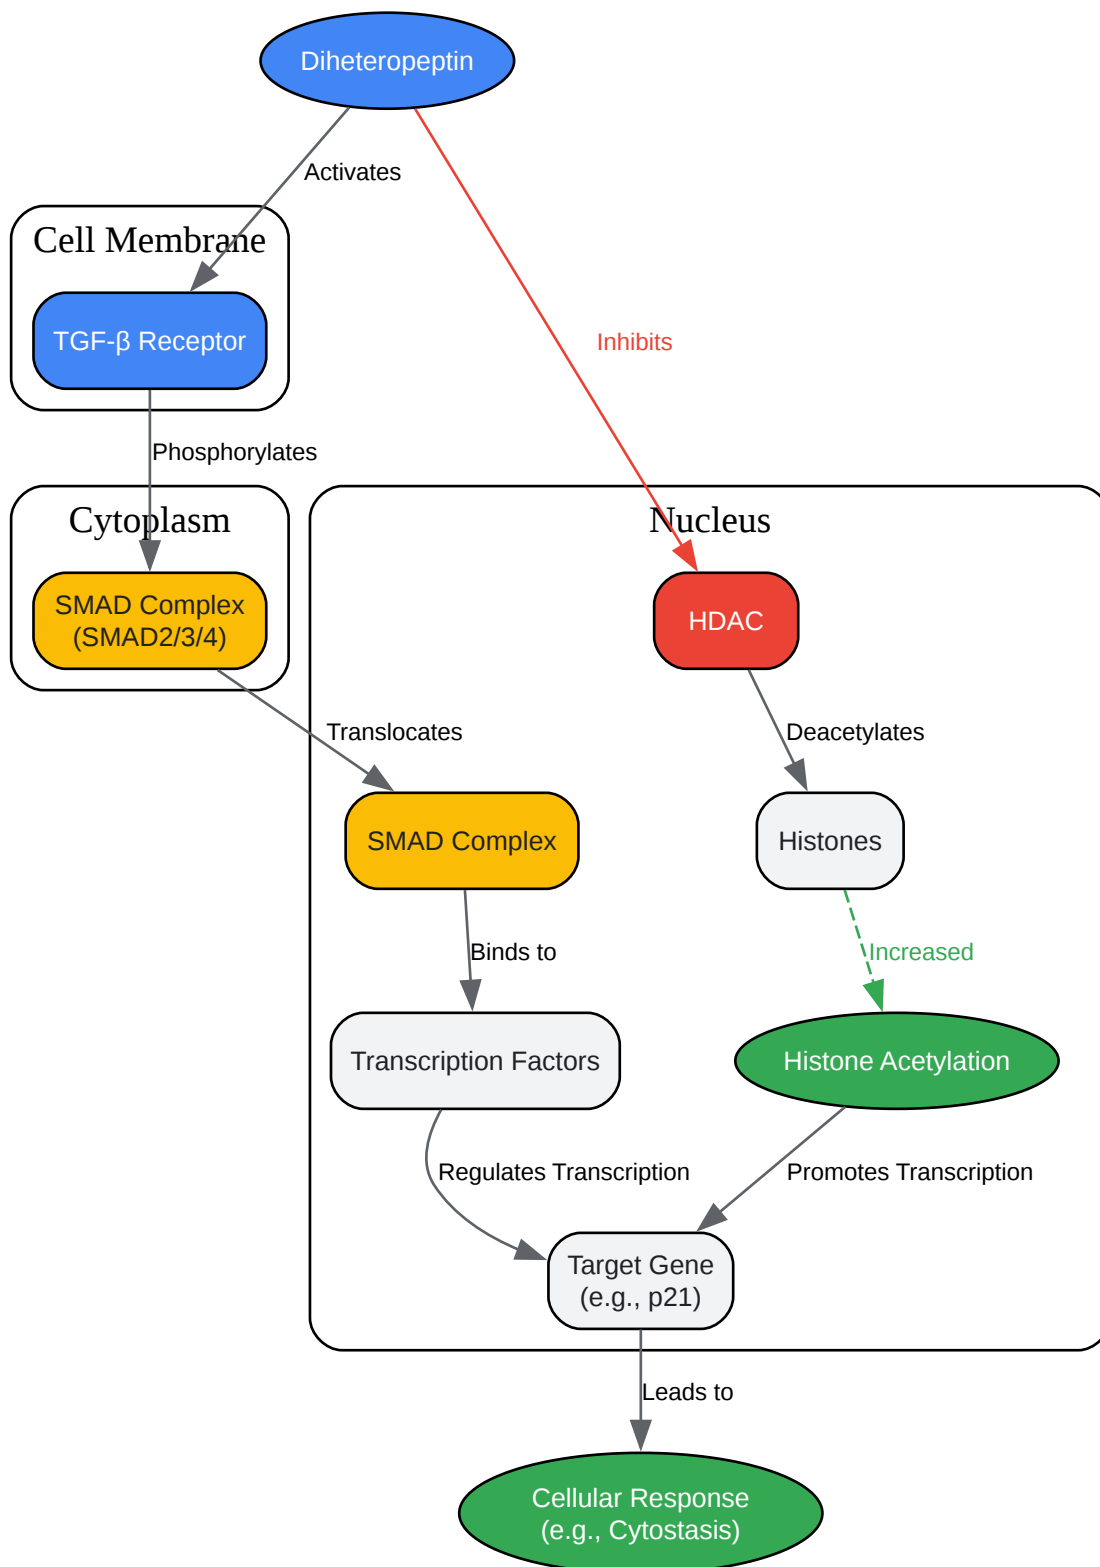 Diheteropeptin
Activates
Cell Membrane
TGF-β Receptor
Inhibits
Phosphorylates
Cytoplasm
Nucleus
SMAD Complex
(SMAD2/3/4)
HDAC
Translocates
Deacetylates
SMAD Complex
Histones
Binds to
Increased
Transcription Factors
Histone Acetylation
Regulates Transcription
Promotes Transcription
Target Gene
(e.g., p21)
Leads to
Cellular Response
(e.g., Cytostasis)